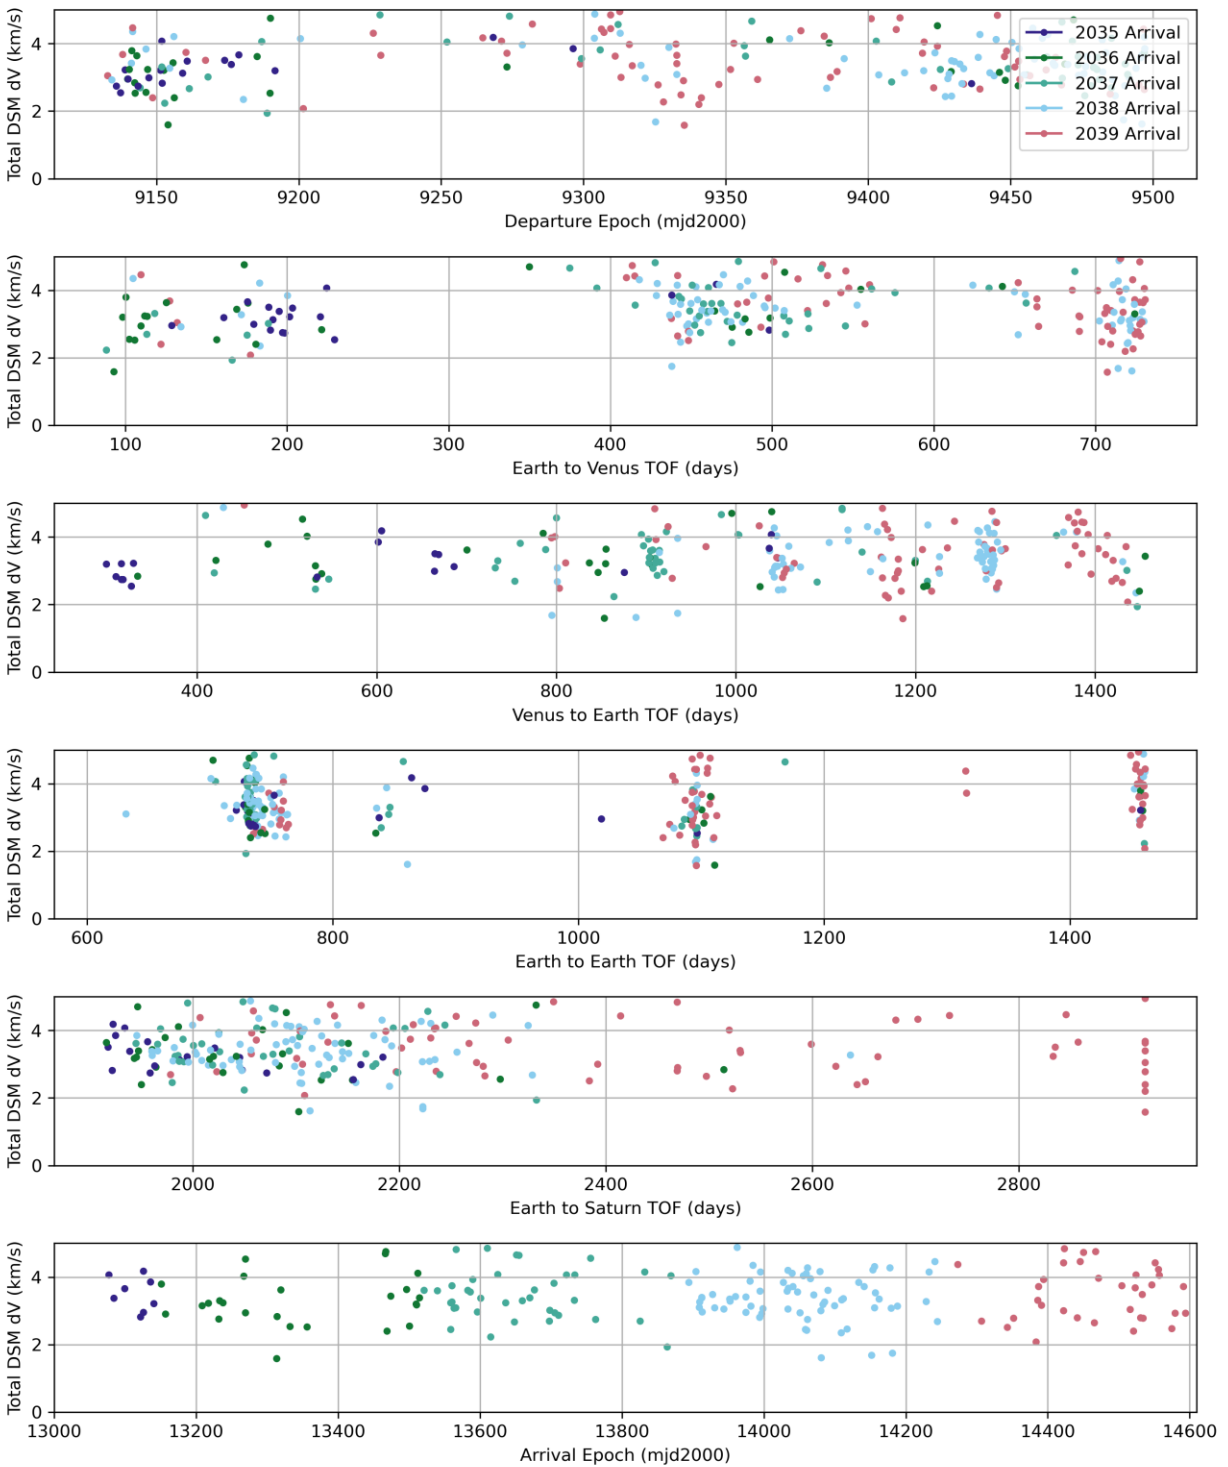 Total DSM dV (km/s)
4
2
0
2035 Arrival
2036 Arrival
2037 Arrival
2038 Arrival
2039 Arrival
9150 9200 9250 9300 9350 9400 9450 9500
Departure Epoch (mjd2000)
Total DSM dV (km/s)
4
2
0
100 200 300 400 500 600 700
Earth to Venus TOF (days)
Total DSM dV (km/s)
4
2
0
400 600 800 1000 1200 1400
Venus to Earth TOF (days)
Total DSM dV (km/s)
4
2
0
600 800 1000 1200 1400
Earth to Earth TOF (days)
Total DSM dV (km/s)
4
2
0
2000 2200 2400 2600 2800
Earth to Saturn TOF (days)
Total DSM dV (km/s)
4
2
0
13000 13200 13400 13600 13800 14000 14200 14400 14600
Arrival Epoch (mjd2000)